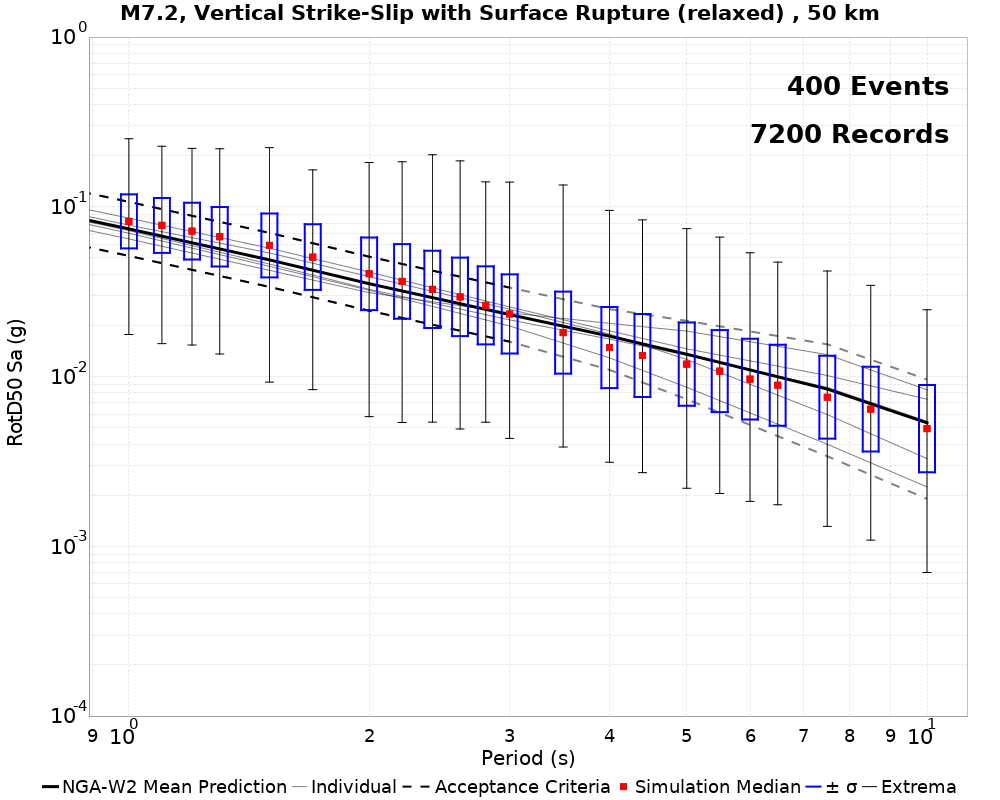 M7.2, Vertical Strike-Slip with Surface Rupture (relaxed) , 50 km
400 Events
7200 Records
RotD50 Sa (g)
10^0
10^-1
10^-2
10^-3
10^-4
9 10^0 2 3 4 5 6 7 8 9 10^1
Period (s)
NGA-W2 Mean Prediction Individual Acceptance Criteria Simulation Median ± σ Extrema